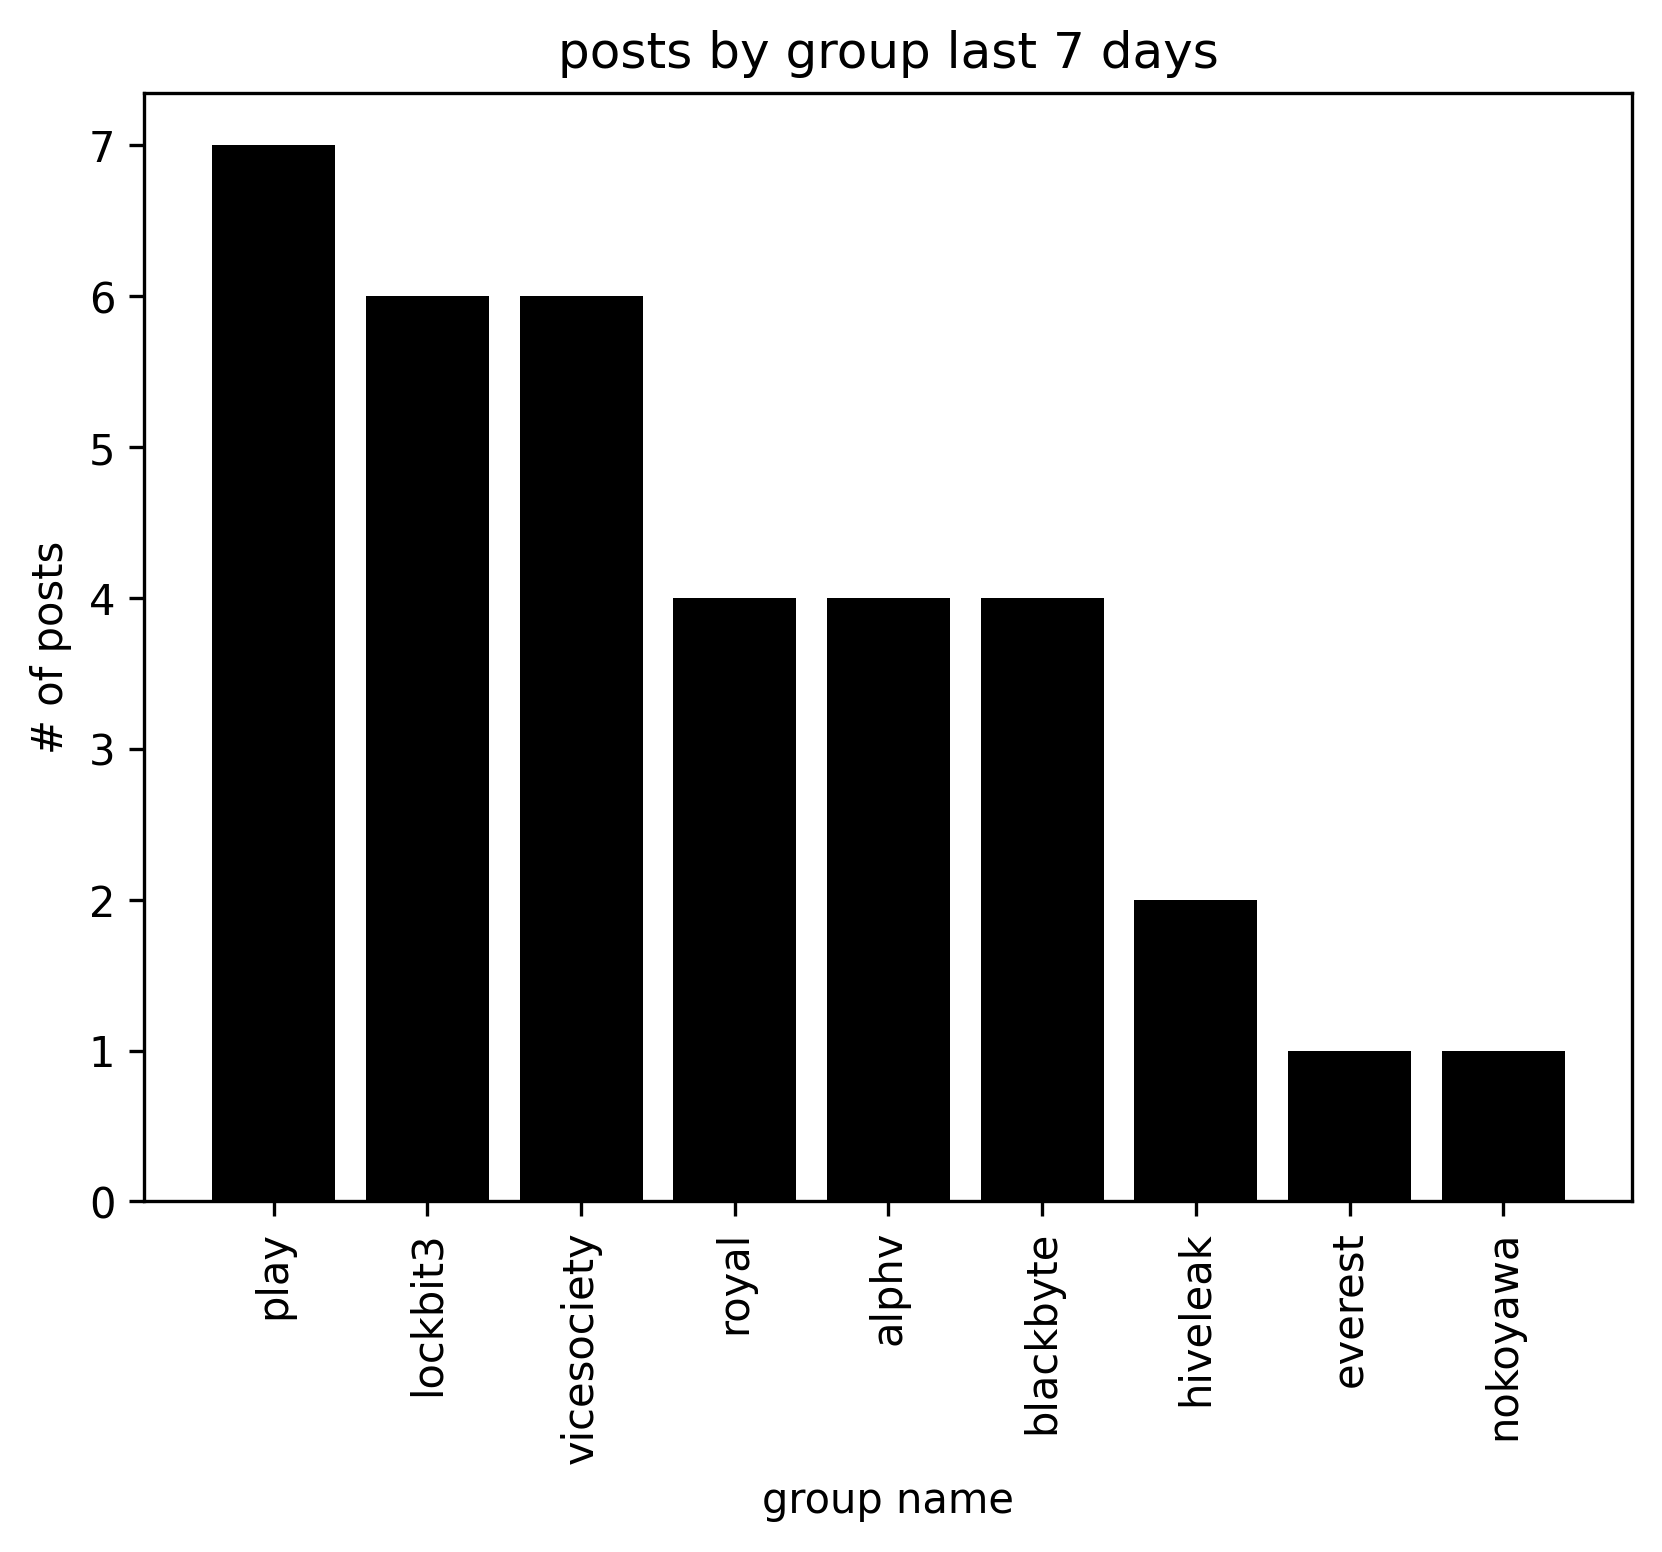 posts by group last 7 days
7
6
5
4
3
2
1
0
# of posts
play
lockbit3
vicesociety
royal
alphv
blackbyte
hiveleak
everest
nokoyawa
group name